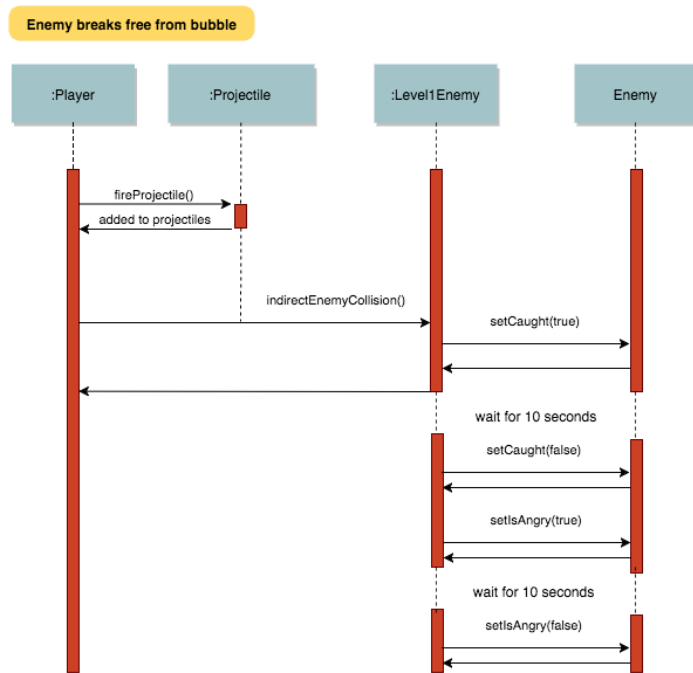 Enemy breaks free from bubble
:Player
:Projectile
:Level1Enemy
Enemy
fireProjectile()
added to projectiles
indirectEnemyCollision()
setCaught(true)
wait for 10 seconds
setCaught(false)
setIsAngry(true)
wait for 10 seconds
setIsAngry(false)